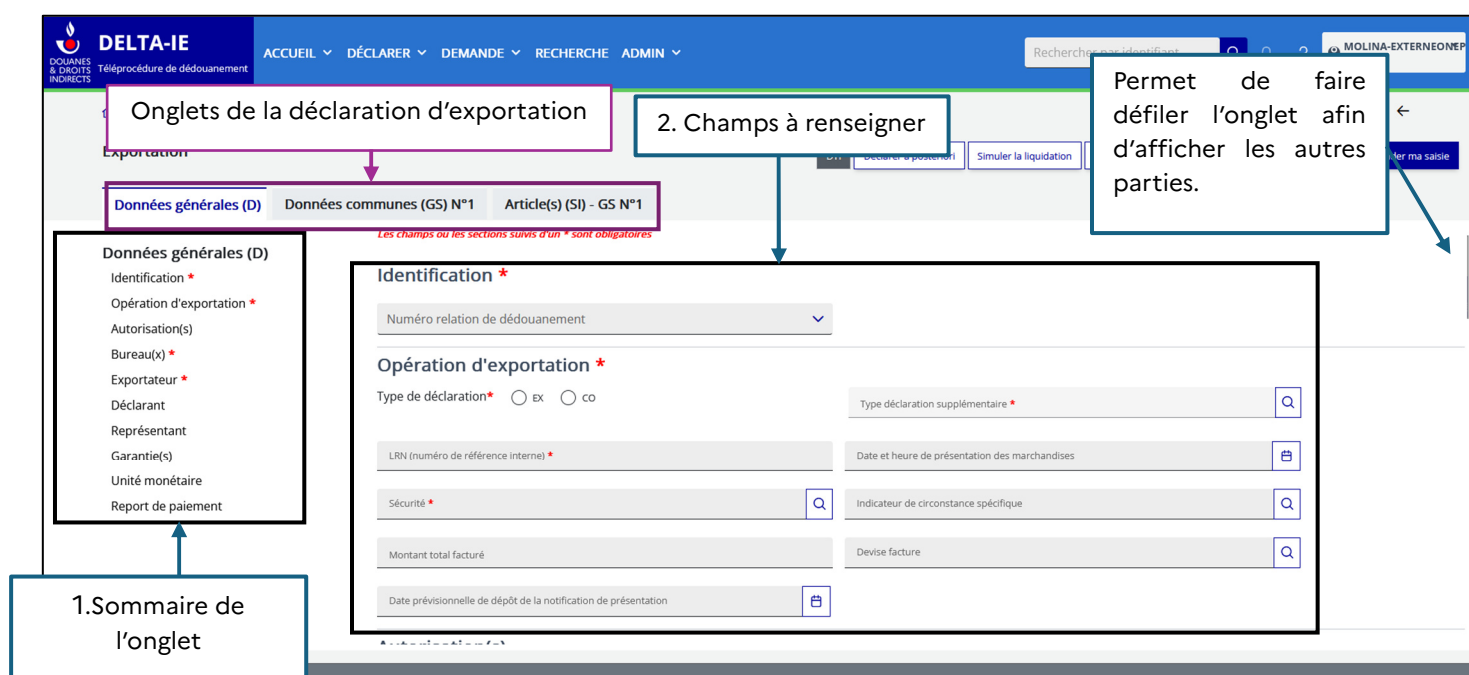 DELTA-IE
DOUANES
& DROITS
INDIRECTS
Téléprocédure de dédouanement
ACCUEIL DÉCLARER DEMANDE RECHERCHE ADMIN
Rechercher par identifiant
MOLINA-EXTERNEONEP
Onglets de la déclaration d'exportation
2. Champs à renseigner
Permet de faire
défiler l'onglet afin
d'afficher les autres
parties.
Exportation
Déclarer a posteriori
Simuler la liquidation
ma saisie
Données générales (D)
Données communes (GS) N°1
Article(s) (SI) - GS N°1
Les champs ou les sections suivis d'un * sont obligatoires
Données générales (D)
Identification *
Opération d'exportation *
Autorisation(s)
Bureau(x) *
Exportateur *
Déclarant
Représentant
Garantie(s)
Unité monétaire
Report de paiement
1.Sommaire de
l'onglet
Identification *
Numéro relation de dédouanement
Opération d'exportation *
Type de déclaration* EX CO
Type déclaration supplémentaire *
LRN (numéro de référence interne) *
Date et heure de présentation des marchandises
Sécurité *
Indicateur de circonstance spécifique
Montant total facturé
Devise facture
Date prévisionnelle de dépôt de la notification de présentation
Autorisation(s)